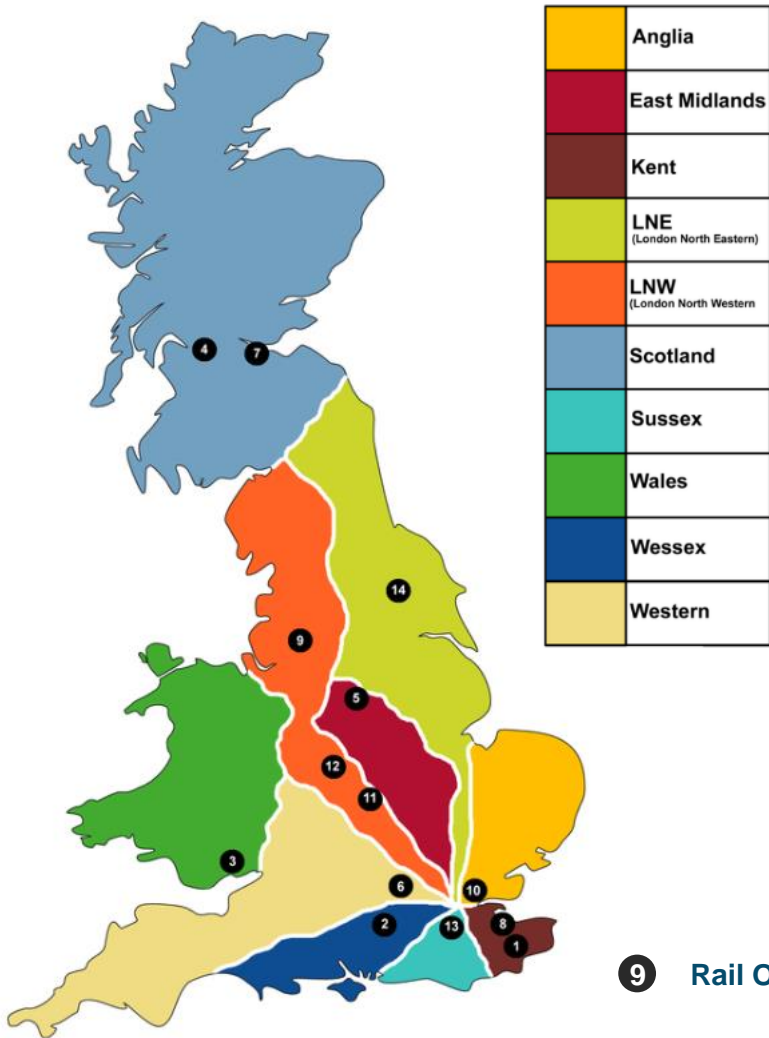 Anglia
East Midlands
Kent
LNE
(London North Eastern)
LNW
(London North Western
Scotland
Sussex
Wales
Wessex
Western
4
7
14
9
5
12
11
3
6
10
2
13
8
1
9 Rail C